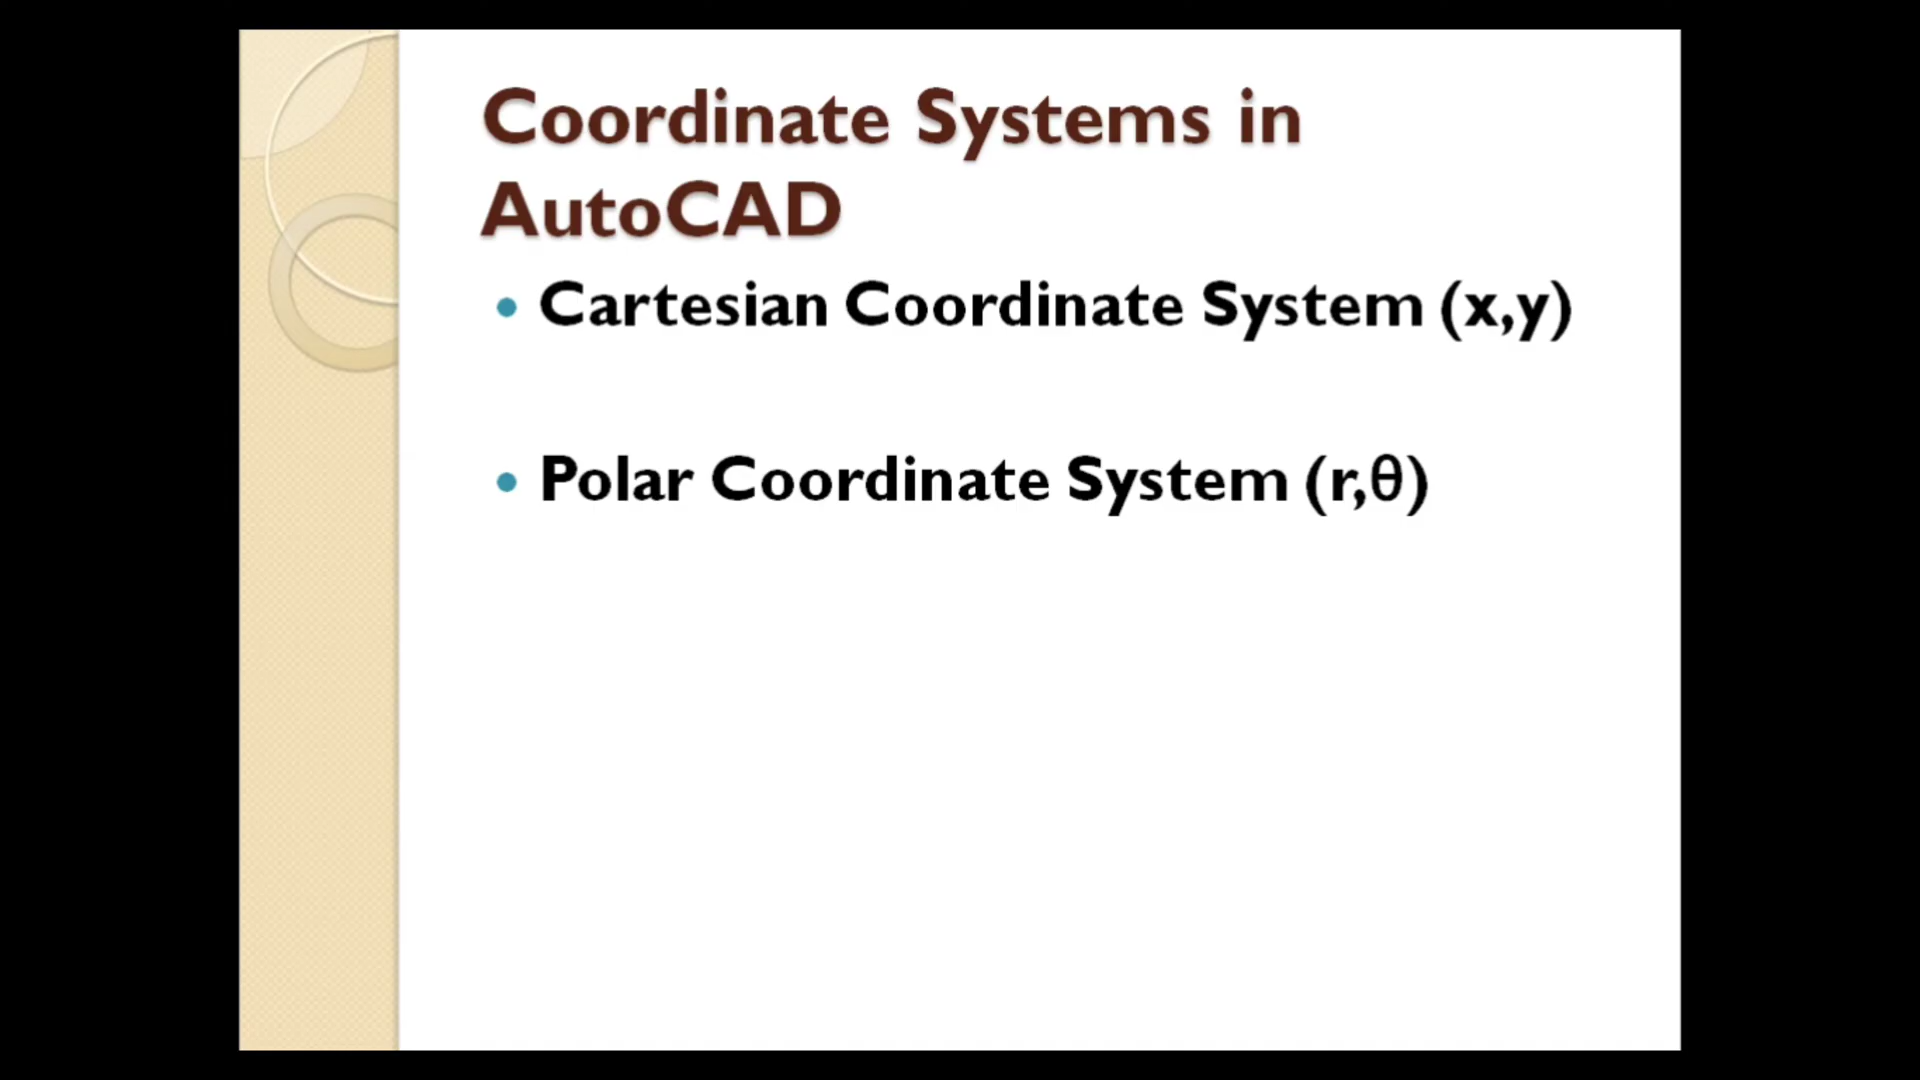 Coordinate Systems in
AutoCAD
• Cartesian Coordinate System (x,y)
• Polar Coordinate System (r,θ)